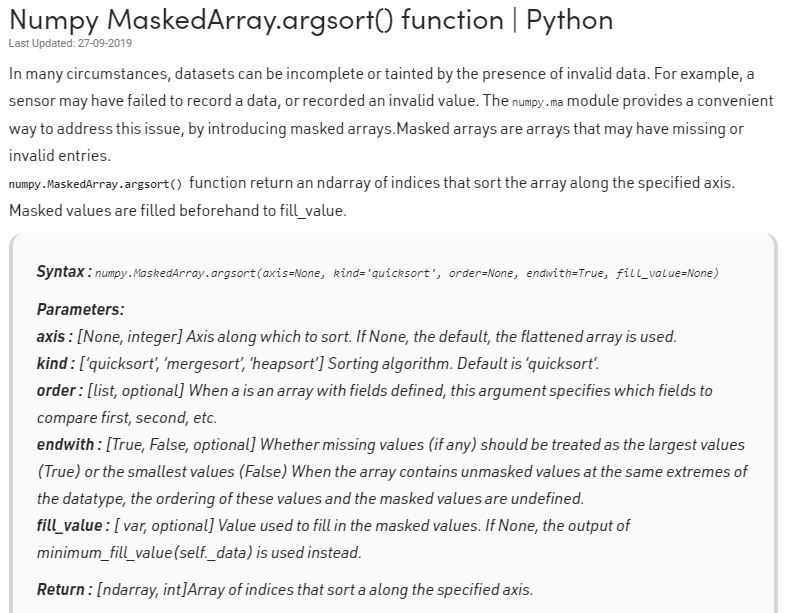 Numpy MaskedArray.argsort() function | Python
Last Updated: 27-09-2019
In many circumstances, datasets can be incomplete or tainted by the presence of invalid data. For example, a
sensor may have failed to record a data, or recorded an invalid value. The numpy.ma module provides a convenient
way to address this issue, by introducing masked arrays.Masked arrays are arrays that may have missing or
invalid entries.
numpy.MaskedArray.argsort() function return an ndarray of indices that sort the array along the specified axis.
Masked values are filled beforehand to fill_value.
Syntax : numpy.MaskedArray.argsort(axis=None, kind='quicksort', order=None, endwith=True, fill_value=None)
Parameters:
axis : [None, integer] Axis along which to sort. If None, the default, the flattened array is used.
kind : [‘quicksort’, ‘mergesort’, ‘heapsort’] Sorting algorithm. Default is ‘quicksort’.
order : [list, optional] When a is an array with fields defined, this argument specifies which fields to
compare first, second, etc.
endwith : [True, False, optional] Whether missing values (if any) should be treated as the largest values
(True) or the smallest values (False) When the array contains unmasked values at the same extremes of
the datatype, the ordering of these values and the masked values are undefined.
fill_value : [ var, optional] Value used to fill in the masked values. If None, the output of
minimum_fill_value(self._data) is used instead.
Return : [ndarray, int]Array of indices that sort a along the specified axis.